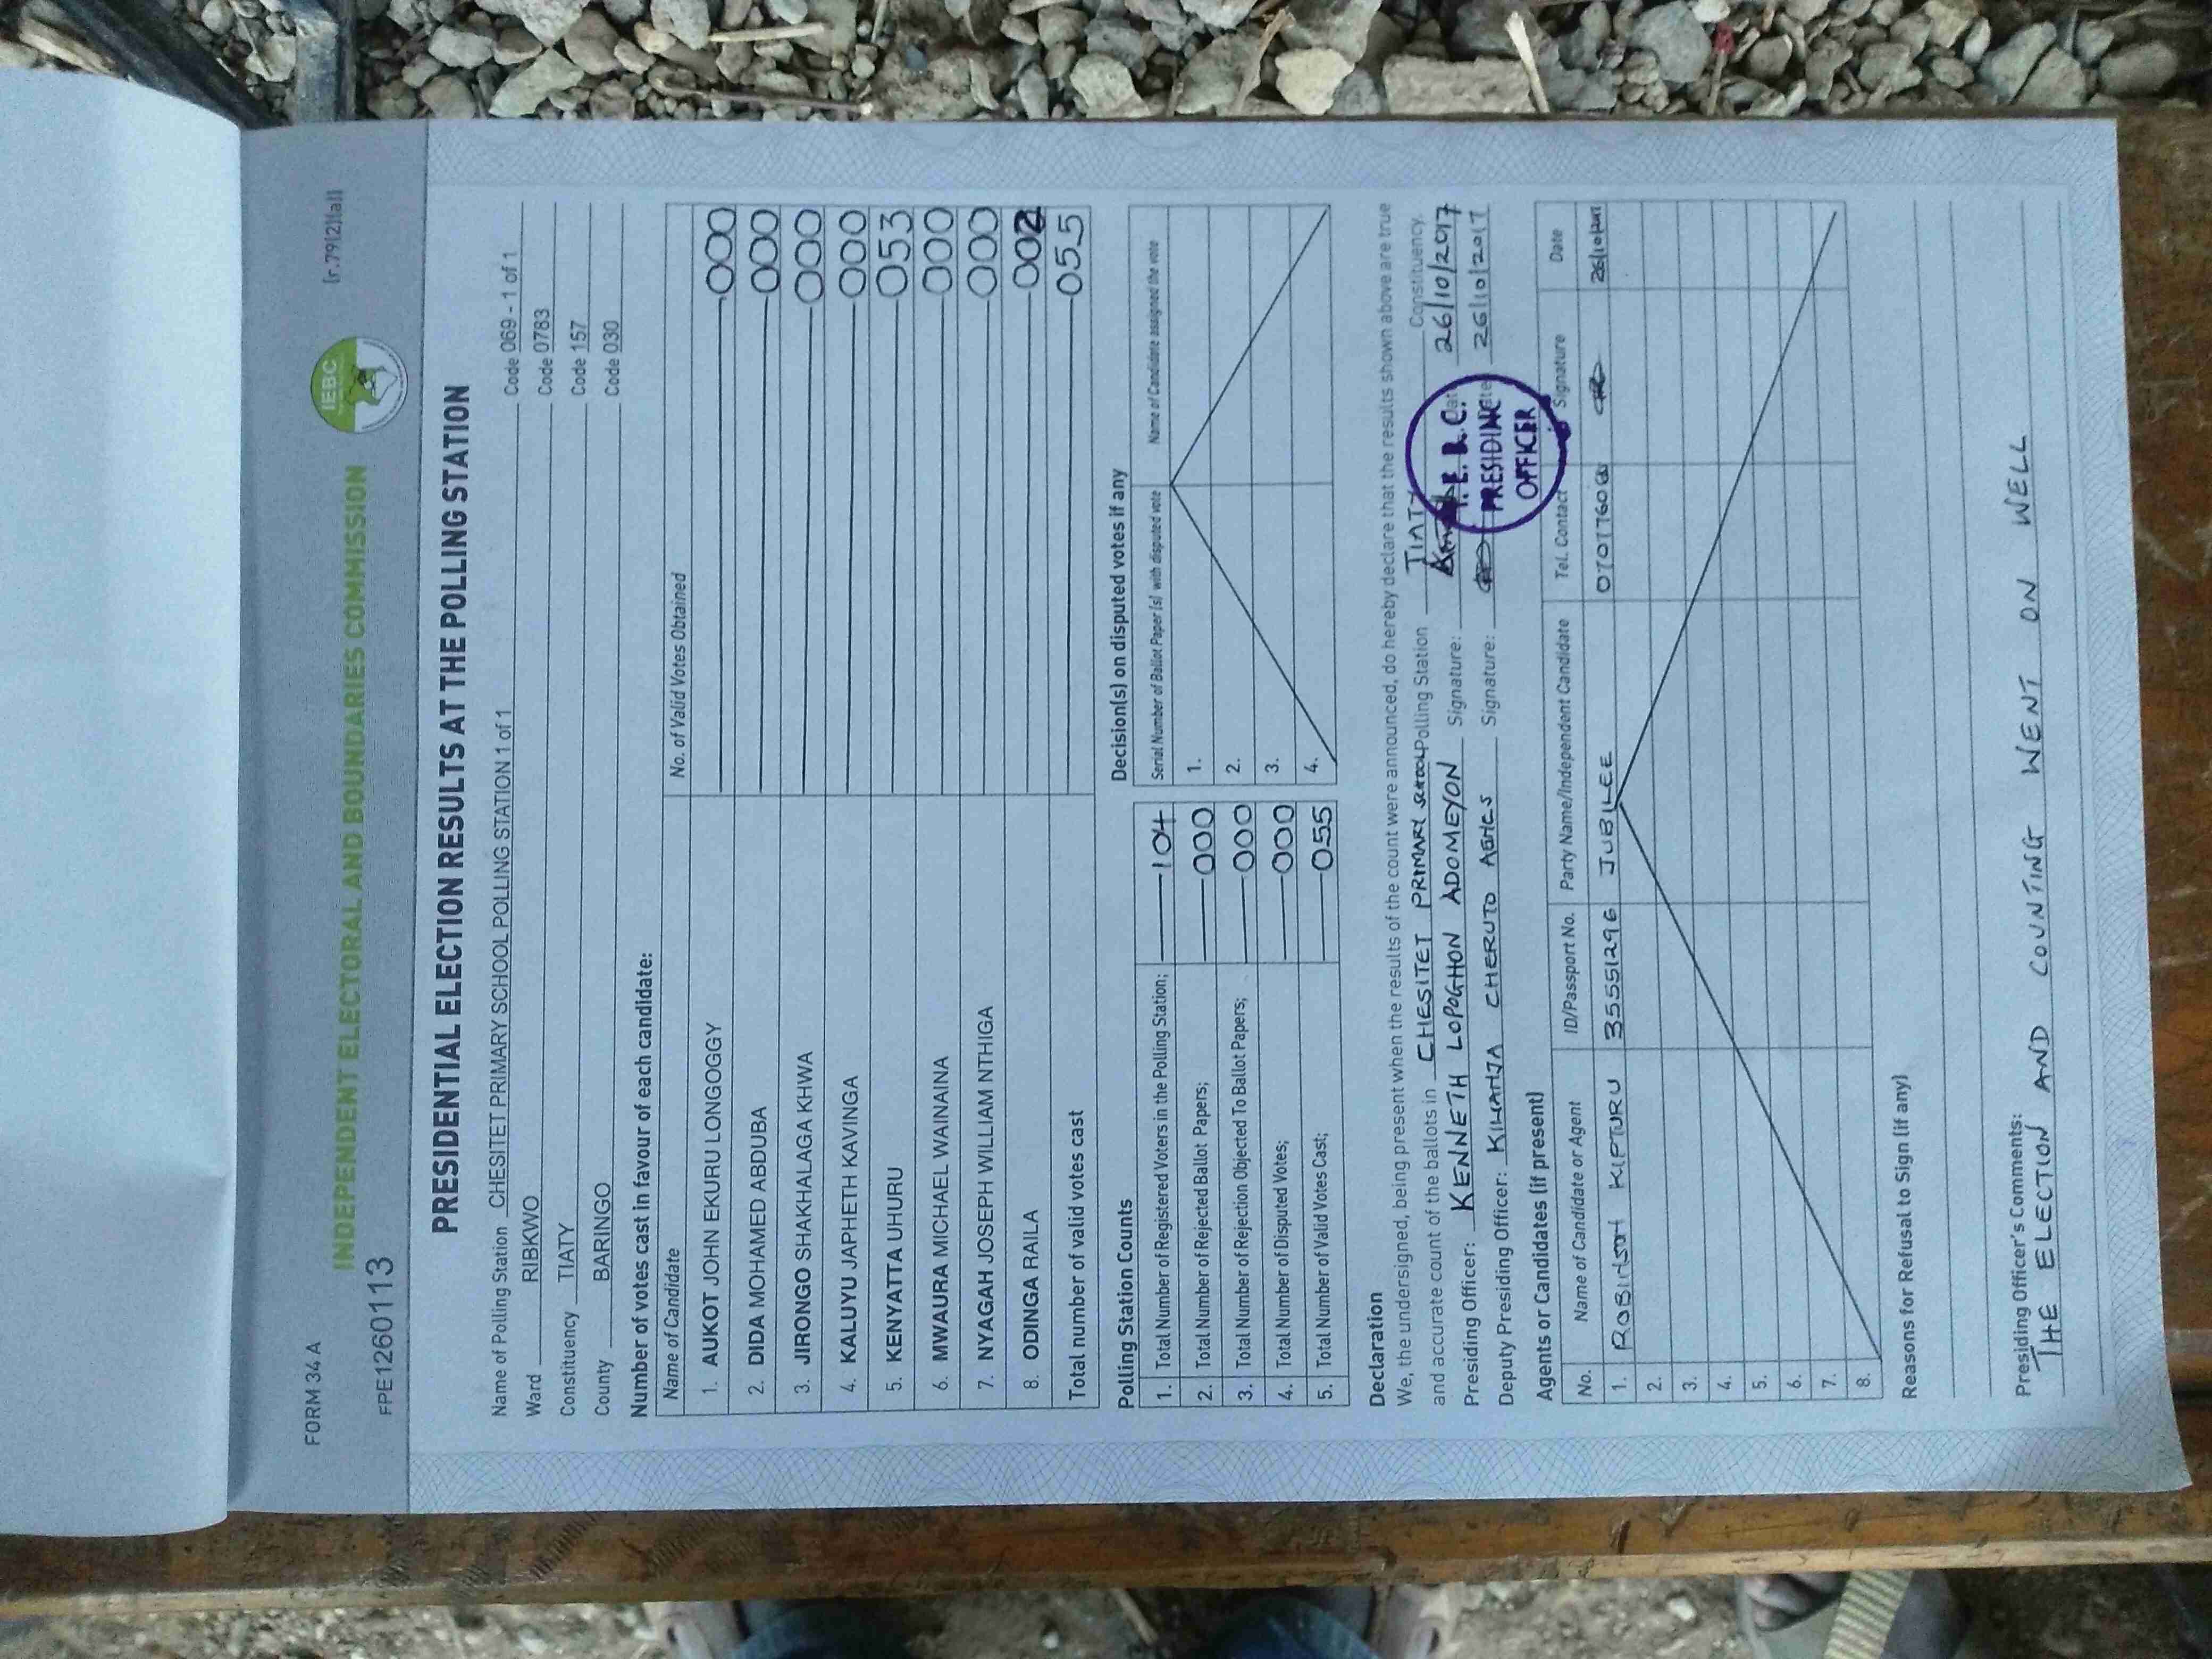 FORM 34 A
[r.79(2)(a)]
INDEPENDENT ELECTORAL AND BOUNDARIES COMMISSION
IEBC
FPE1260113
PRESIDENTIAL ELECTION RESULTS AT THE POLLING STATION
Name of Polling Station CHESITET PRIMARY SCHOOL POLLING STATION 1 of 1 Code 069 - 1 of 1
Ward RIBKWO Code 0783
Constituency TIATY Code 157
County BARINGO Code 030
Number of votes cast in favour of each candidate:
Name of Candidate No. of Valid Votes Obtained
1. AUKOT JOHN EKURU LONGOGGY 000
2. DIDA MOHAMED ABDUBA 000
3. JIRONGO SHAKHALAGA KHWA 000
4. KALUYU JAPHETH KAVINGA 000
5. KENYATTA UHURU 053
6. MWAURA MICHAEL WAINAINA 000
7. NYAGAH JOSEPH WILLIAM NTHIGA 000
8. ODINGA RAILA 002
Total number of valid votes cast 055
Polling Station Counts
1. Total Number of Registered Voters in the Polling Station; 104
2. Total Number of Rejected Ballot Papers; 000
3. Total Number of Rejection Objected To Ballot Papers; 000
4. Total Number of Disputed Votes; 000
5. Total Number of Valid Votes Cast; 055
Decision(s) on disputed votes if any
Serial Number of Ballot Paper (s) with disputed vote Name of Candidate assigned the vote
1.
2.
3.
4.
Declaration
We, the undersigned, being present when the results of the count were announced, do hereby declare that the results shown above are true
and accurate count of the ballots in CHESITET PRIMARY SCHOOL Polling Station TIATY Constituency.
Presiding Officer: KENNETH LOPOGHON ADOMEYON Signature: 26/10/2017
Deputy Presiding Officer: CHERUTO AGNES Signature: 26/10/2017
I.E.B.C.
PRESIDING
OFFICER
Agents or Candidates (if present)
No. Name of Candidate or Agent ID/Passport No. Party Name/Independent Candidate Tel. Contact Signature Date
1. ROBINSON KIPTURU 35551296 JUBILEE 26/10/2017
2.
3.
4.
5.
6.
7.
8.
Reasons for Refusal to Sign (if any)
Presiding Officer's Comments:
THE ELECTION AND COUNTING WENT ON WELL